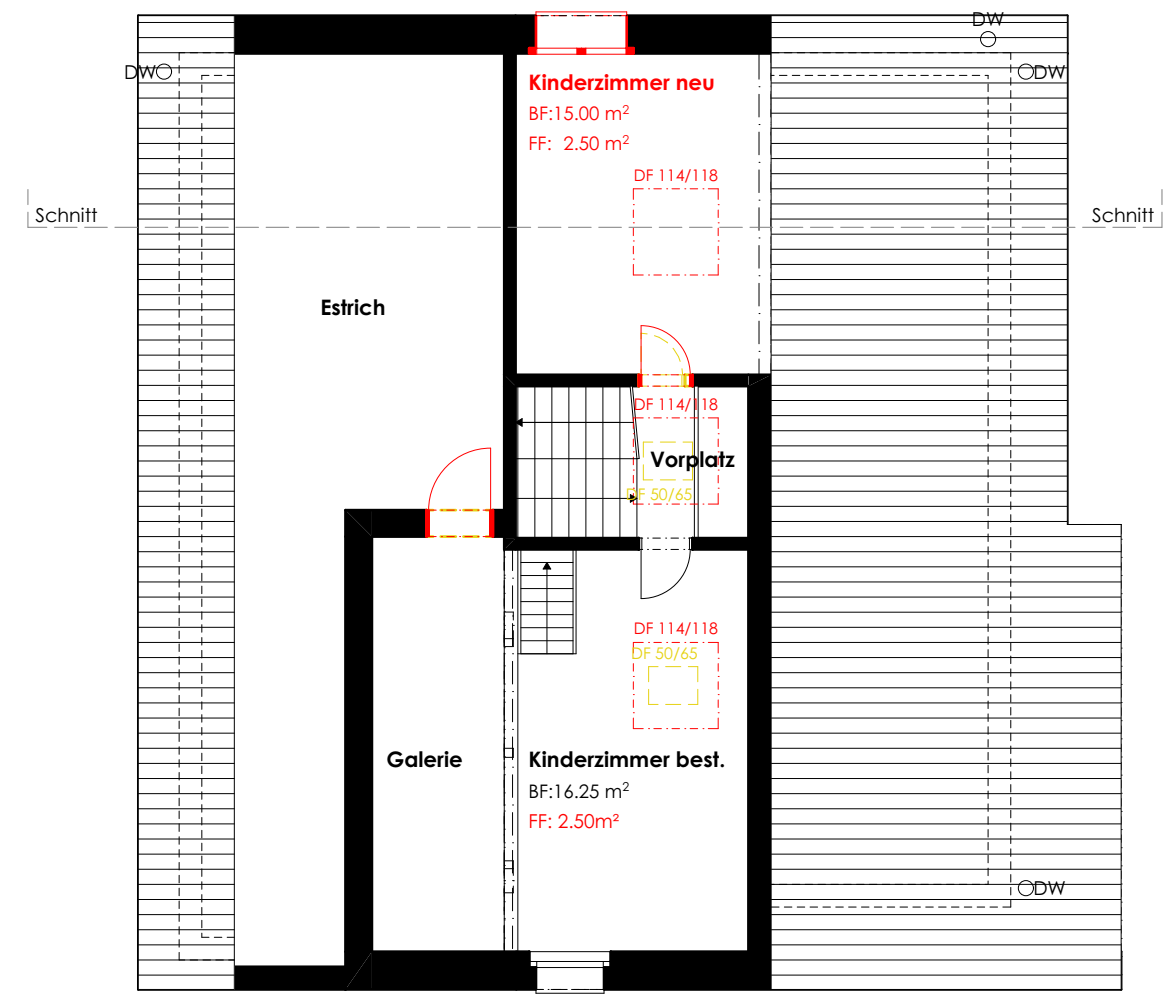 DW
DW
DW
Kinderzimmer neu
BF:15.00 m²
FF: 2.50 m²
DF 114/118
Schnitt
Schnitt
Estrich
DF 114/118
Vorplatz
DF 50/65
DF 114/118
DF 50/65
Galerie
Kinderzimmer best.
BF:16.25 m²
FF: 2.50m²
DW